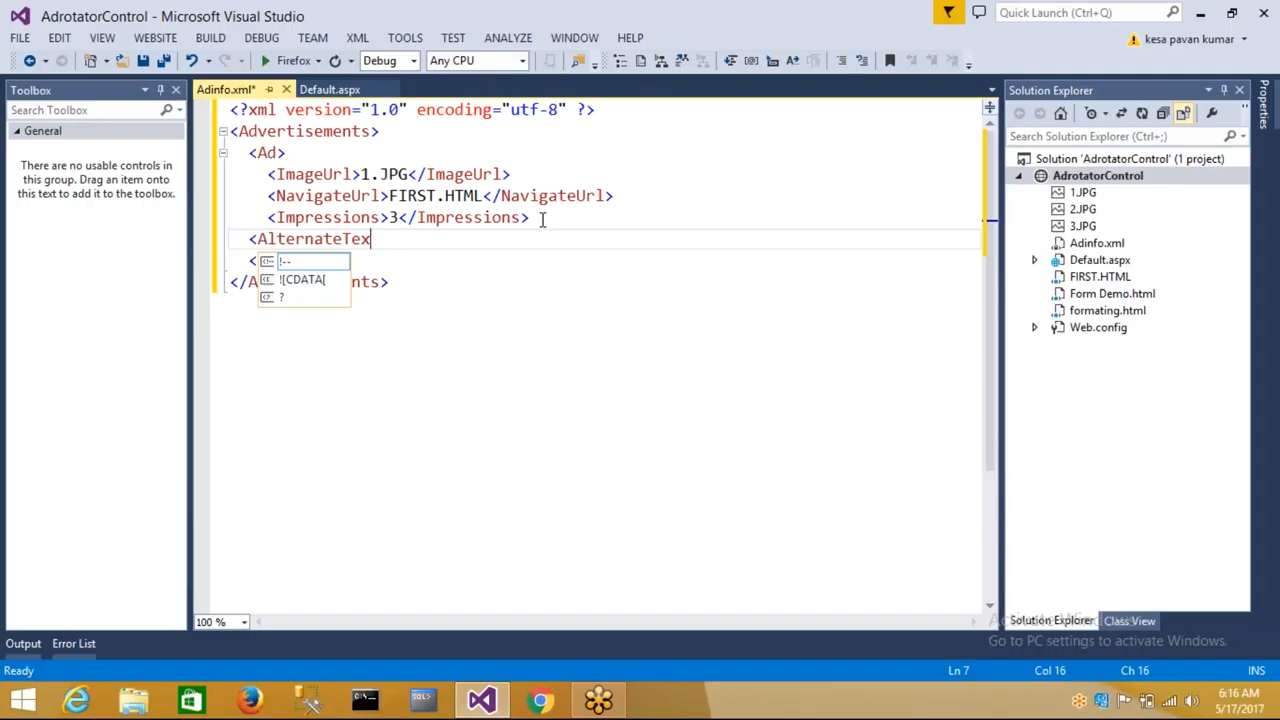 AdrotatorControl - Microsoft Visual Studio
Quick Launch (Ctrl+Q)
FILE EDIT VIEW WEBSITE BUILD DEBUG TEAM XML TOOLS TEST ANALYZE WINDOW HELP
kesa pavan kumar
Firefox Debug Any CPU
Toolbox
Search Toolbox
General
There are no usable controls in
this group. Drag an item onto
this text to add it to the toolbox.
Adinfo.xml* Default.aspx
<?xml version="1.0" encoding="utf-8" ?>
<Advertisements>
<Ad>
<ImageUrl>1.JPG</ImageUrl>
<NavigateUrl>FIRST.HTML</NavigateUrl>
<Impressions>3</Impressions>
<AlternateTex
<
!--
![CDATA[
?
</A nts>
100 %
Solution Explorer
Search Solution Explorer (Ctrl+;)
Solution 'AdrotatorControl' (1 project)
AdrotatorControl
1.JPG
2.JPG
3.JPG
Adinfo.xml
Default.aspx
FIRST.HTML
Form Demo.html
formating.html
Web.config
Properties
Activate Windows
Go to PC settings to activate Windows.
Solution Explorer Class View
Output Error List
Ready Ln 7 Col 16 Ch 16 INS
6:16 AM
5/17/2017